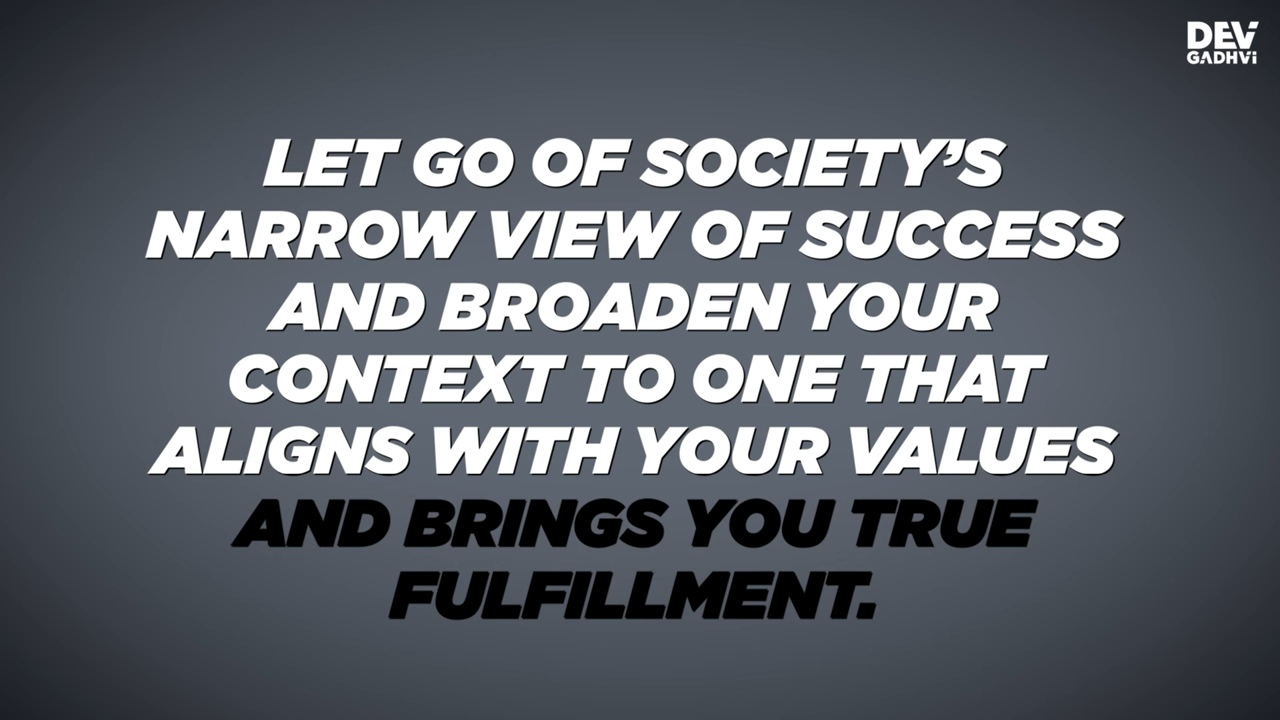 DEV
GADHVI
LET GO OF SOCIETY’S
NARROW VIEW OF SUCCESS
AND BROADEN YOUR
CONTEXT TO ONE THAT
ALIGNS WITH YOUR VALUES
AND BRINGS YOU TRUE
FULFILLMENT.